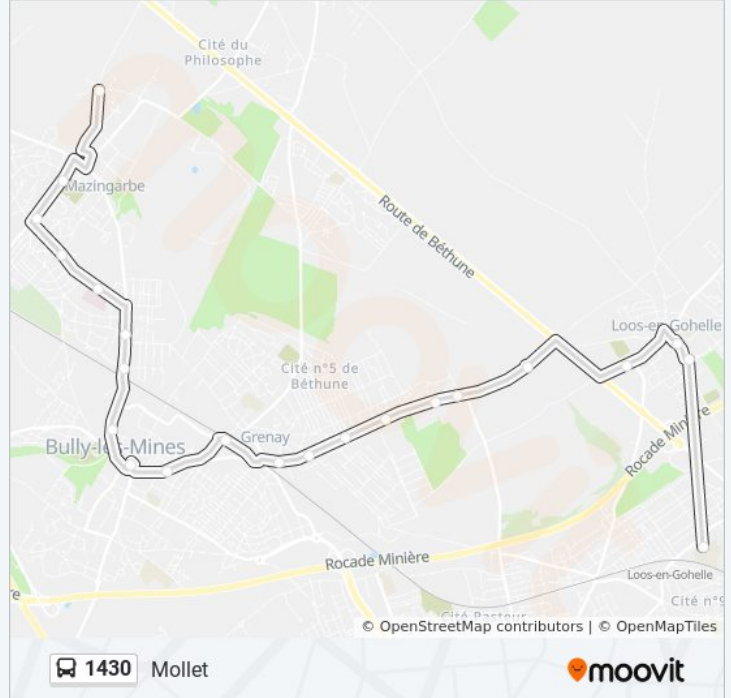 Cité du
Philosophe
Mazingarbe
Route de Béthune
Loos-en-Gohelle
Cité n°5 de
Béthune
Rocade Minière
Grenay
Bully-les-Mines
Rocade Minière
Loos-en-Gohelle
Cité n°9
Cité Pasteur
© OpenStreetMap contributors | © OpenMapTiles
1430 Mollet
moovit